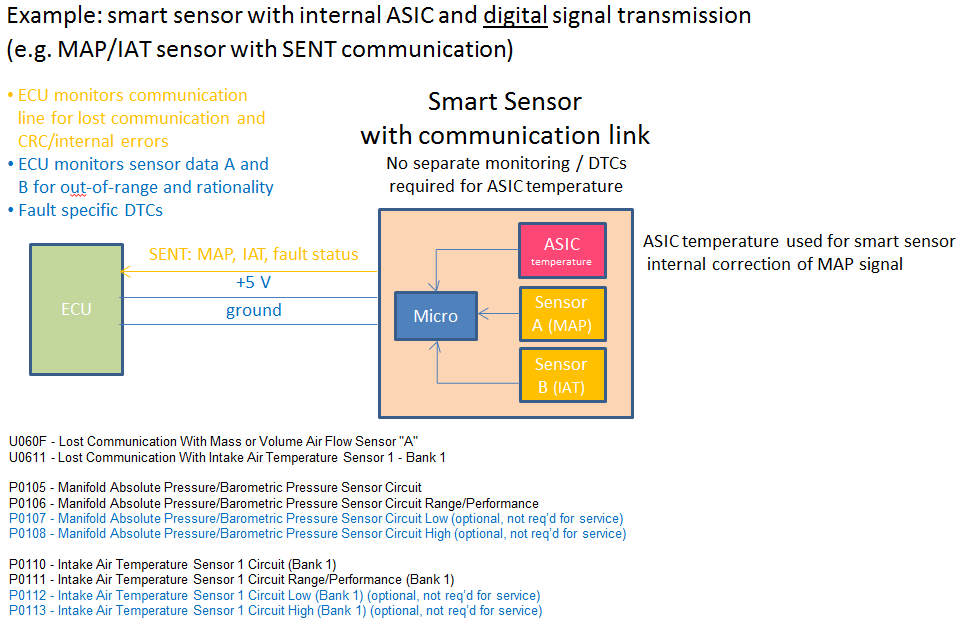 Example: smart sensor with internal ASIC and digital signal transmission
(e.g. MAP/IAT sensor with SENT communication)
• ECU monitors communication
line for lost communication and
CRC/internal errors
• ECU monitors sensor data A and
B for out-of-range and rationality
• Fault specific DTCs
Smart Sensor
with communication link
No separate monitoring / DTCs
required for ASIC temperature
SENT: MAP, IAT, fault status
+5 V
ground
ECU
Micro
ASIC
temperature
Sensor
A (MAP)
Sensor
B (IAT)
ASIC temperature used for smart sensor
internal correction of MAP signal
U060F - Lost Communication With Mass or Volume Air Flow Sensor "A"
U0611 - Lost Communication With Intake Air Temperature Sensor 1 - Bank 1
P0105 - Manifold Absolute Pressure/Barometric Pressure Sensor Circuit
P0106 - Manifold Absolute Pressure/Barometric Pressure Sensor Circuit Range/Performance
P0107 - Manifold Absolute Pressure/Barometric Pressure Sensor Circuit Low (optional, not req'd for service)
P0108 - Manifold Absolute Pressure/Barometric Pressure Sensor Circuit High (optional, not req'd for service)
P0110 - Intake Air Temperature Sensor 1 Circuit (Bank 1)
P0111 - Intake Air Temperature Sensor 1 Circuit Range/Performance (Bank 1)
P0112 - Intake Air Temperature Sensor 1 Circuit Low (Bank 1) (optional, not req'd for service)
P0113 - Intake Air Temperature Sensor 1 Circuit High (Bank 1) (optional, not req'd for service)